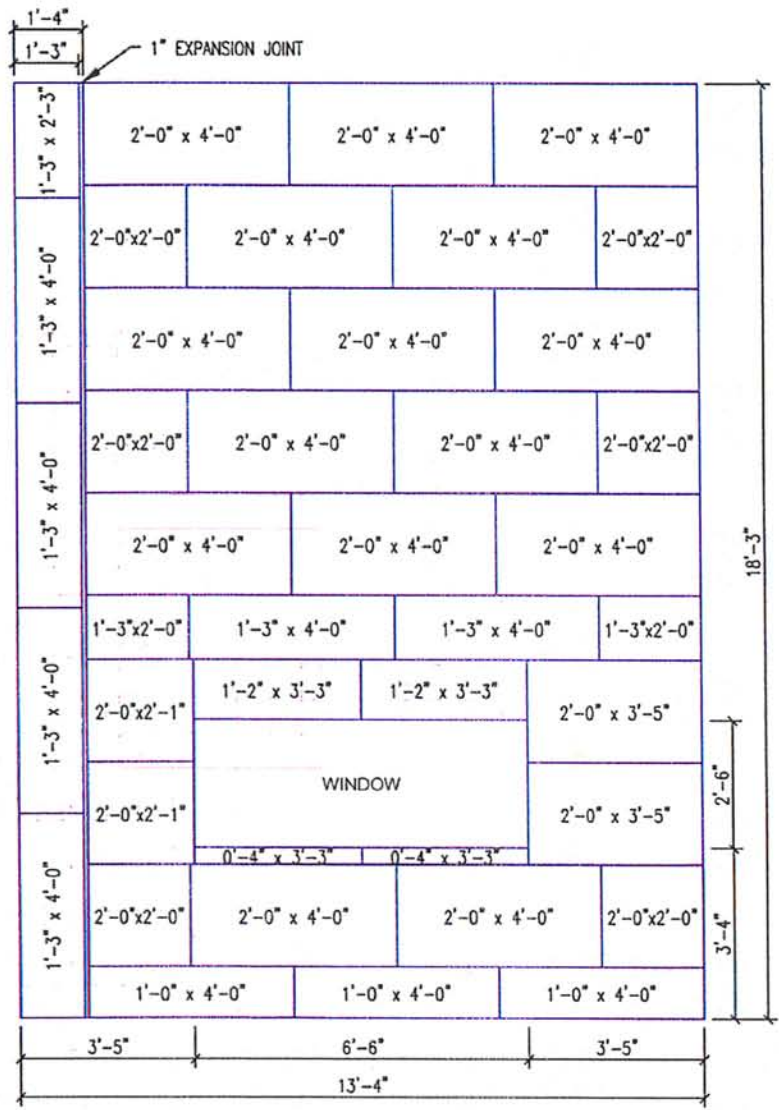 1'-4"
1'-3"
1" EXPANSION JOINT
1'-3" x 2'-3"
2'-0" x 4'-0"
2'-0" x 4'-0"
2'-0" x 4'-0"
2'-0"x2'-0"
2'-0" x 4'-0"
2'-0" x 4'-0"
2'-0"x2'-0"
1'-3" x 4'-0"
2'-0" x 4'-0"
2'-0" x 4'-0"
2'-0" x 4'-0"
2'-0"x2'-0"
2'-0" x 4'-0"
2'-0" x 4'-0"
2'-0"x2'-0"
1'-3" x 4'-0"
2'-0" x 4'-0"
2'-0" x 4'-0"
2'-0" x 4'-0"
18'-3"
1'-3"x2'-0"
1'-3" x 4'-0"
1'-3" x 4'-0"
1'-3"x2'-0"
1'-3" x 4'-0"
2'-0"x2'-1"
1'-2" x 3'-3"
1'-2" x 3'-3"
2'-0" x 3'-5"
WINDOW
2'-6"
2'-0"x2'-1"
2'-0" x 3'-5"
0'-4" x 3'-3"
0'-4" x 3'-3"
1'-3" x 4'-0"
2'-0"x2'-0"
2'-0" x 4'-0"
2'-0" x 4'-0"
2'-0"x2'-0"
3'-4"
1'-0" x 4'-0"
1'-0" x 4'-0"
1'-0" x 4'-0"
3'-5"
6'-6"
3'-5"
13'-4"